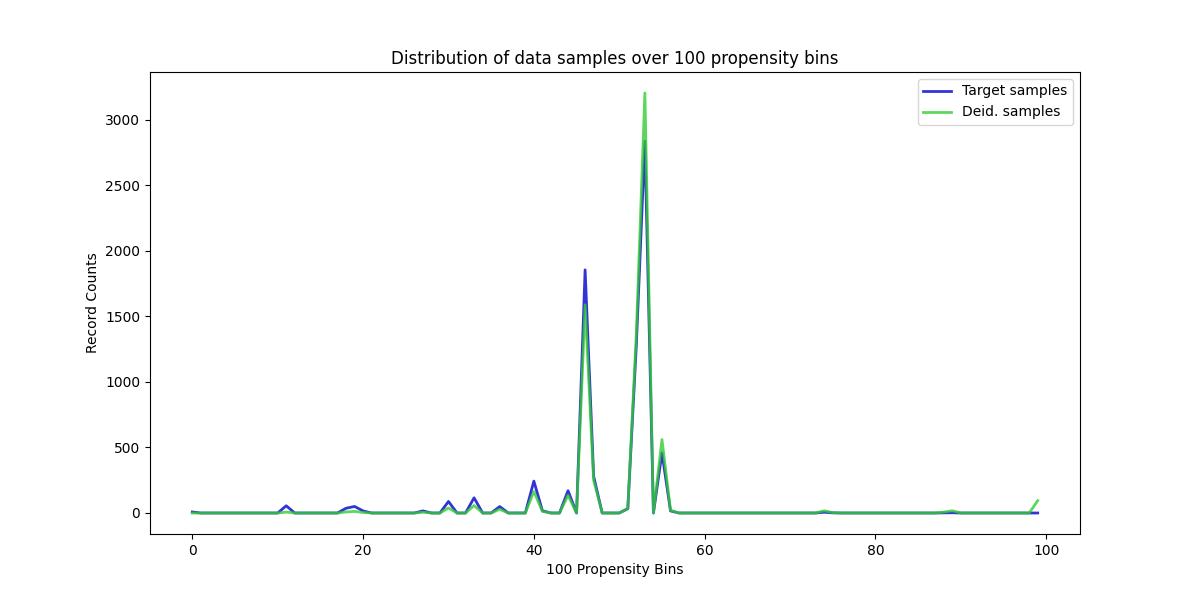 Distribution of data samples over 100 propensity bins
Target samples
Deid. samples
Record Counts
3000
2500
2000
1500
1000
500
0
0 20 40 60 80 100
100 Propensity Bins